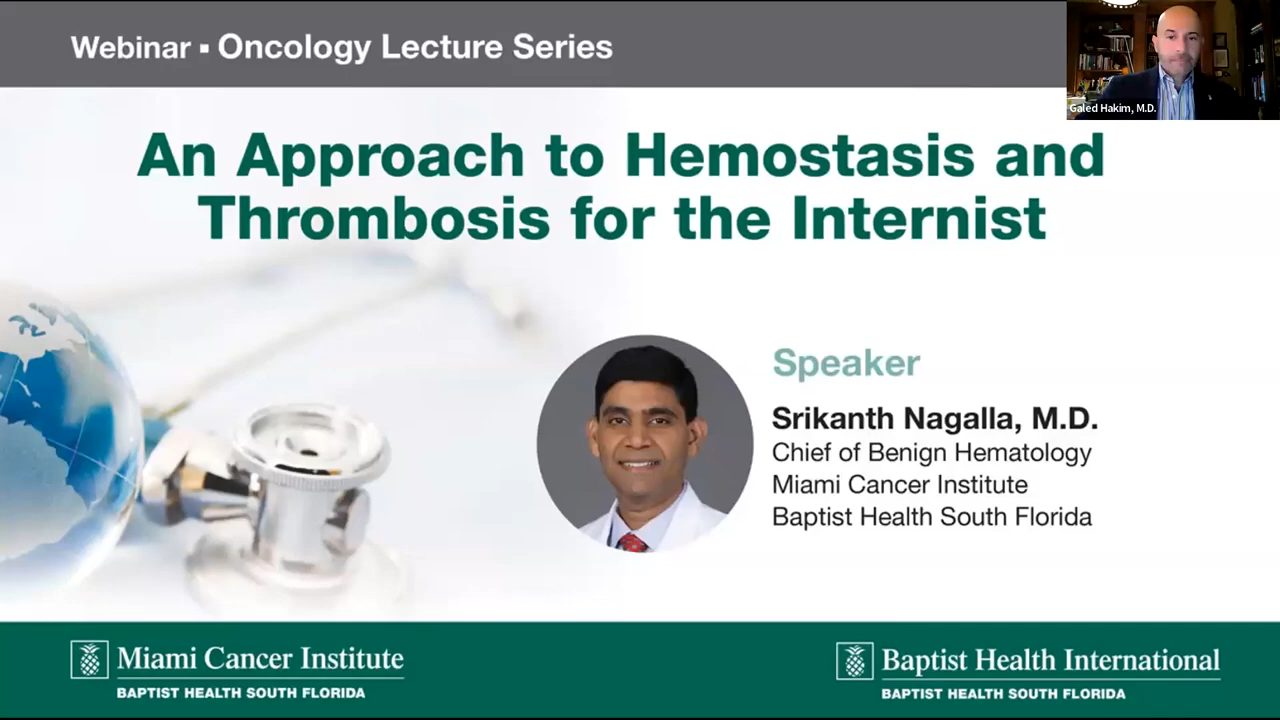 Webinar ▪ Oncology Lecture Series
Galed Hakim, M.D.
An Approach to Hemostasis and
Thrombosis for the Internist
Speaker
Srikanth Nagalla, M.D.
Chief of Benign Hematology
Miami Cancer Institute
Baptist Health South Florida
Miami Cancer Institute
BAPTIST HEALTH SOUTH FLORIDA
Baptist Health International
BAPTIST HEALTH SOUTH FLORIDA